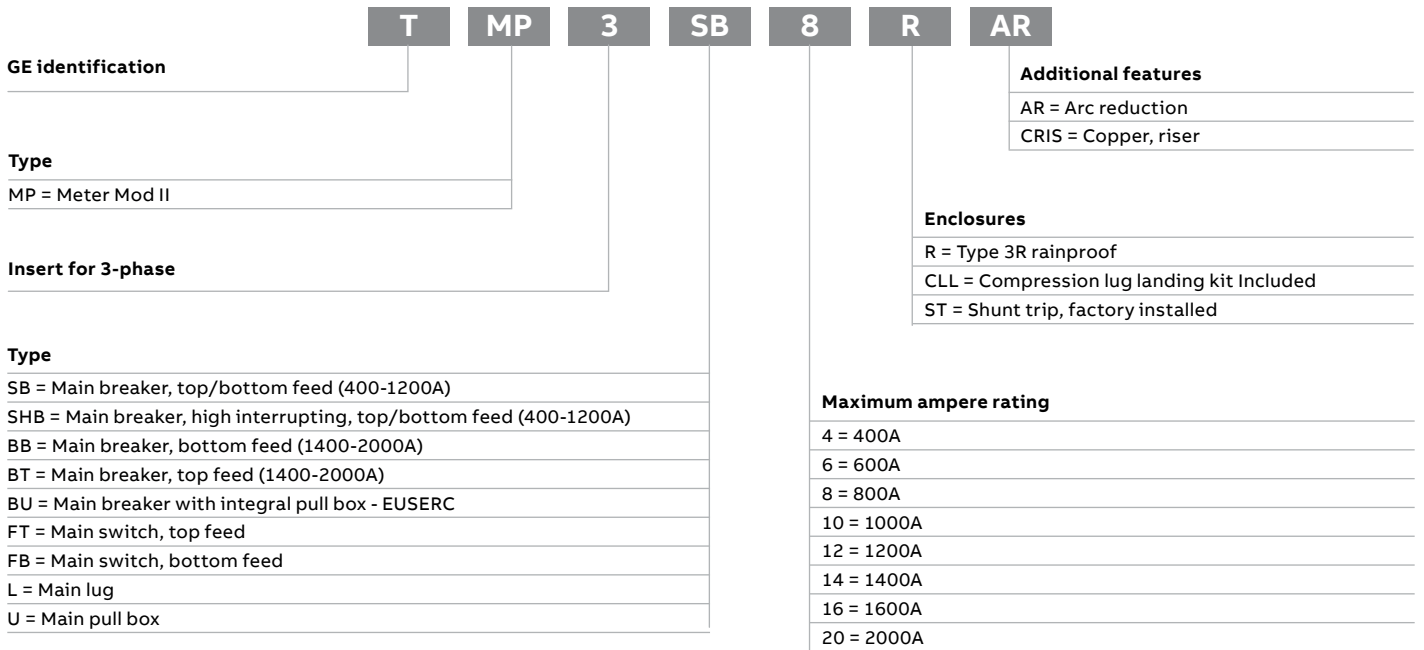 T MP 3 SB 8 R AR
GE identification
Type
MP = Meter Mod II
Insert for 3-phase
Type
SB = Main breaker, top/bottom feed (400-1200A)
SHB = Main breaker, high interrupting, top/bottom feed (400-1200A)
BB = Main breaker, bottom feed (1400-2000A)
BT = Main breaker, top feed (1400-2000A)
BU = Main breaker with integral pull box - EUSERC
FT = Main switch, top feed
FB = Main switch, bottom feed
L = Main lug
U = Main pull box
Additional features
AR = Arc reduction
CRIS = Copper, riser
Enclosures
R = Type 3R rainproof
CLL = Compression lug landing kit Included
ST = Shunt trip, factory installed
Maximum ampere rating
4 = 400A
6 = 600A
8 = 800A
10 = 1000A
12 = 1200A
14 = 1400A
16 = 1600A
20 = 2000A